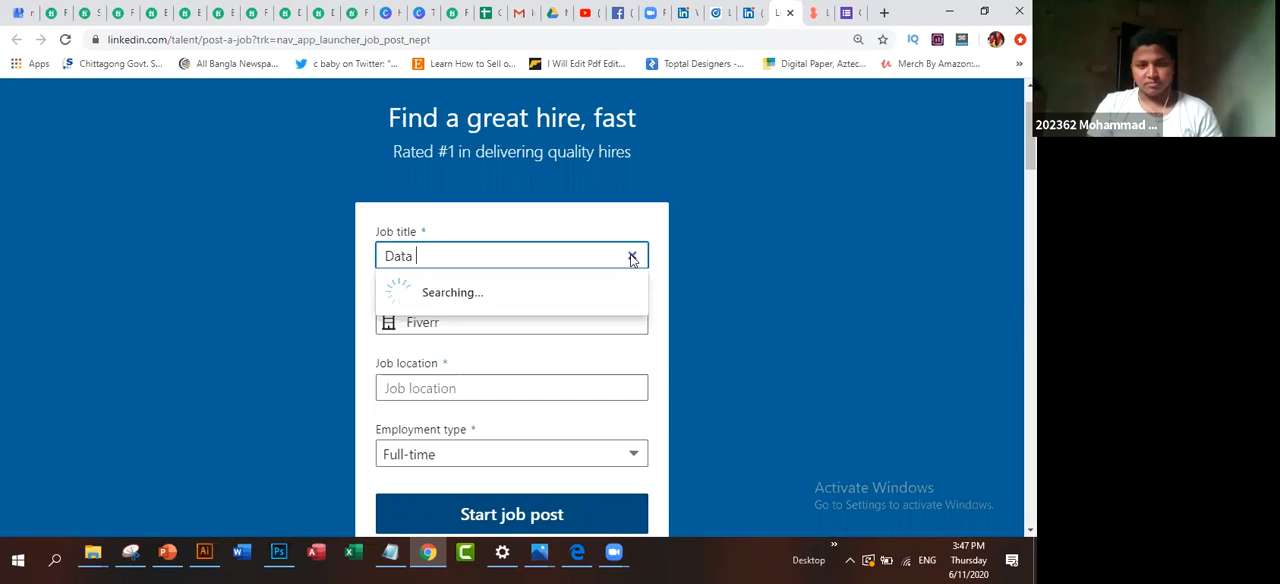 linkedin.com/talent/post-a-job?trk=nav_app_launcher_job_post_nept
Apps
Chittagong Govt. S...
All Bangla Newspa...
c baby on Twitter: "...
Learn How to Sell o...
I Will Edit Pdf Edit...
Toptal Designers -...
Digital Paper, Aztec...
Merch By Amazon:...
202362 Mohammad ...
Find a great hire, fast
Rated #1 in delivering quality hires
Job title *
Data
Searching...
Fiverr
Job location *
Job location
Employment type *
Full-time
Start job post
Activate Windows
Go to Settings to activate Windows.
Desktop
ENG
3:47 PM
Thursday
6/11/2020